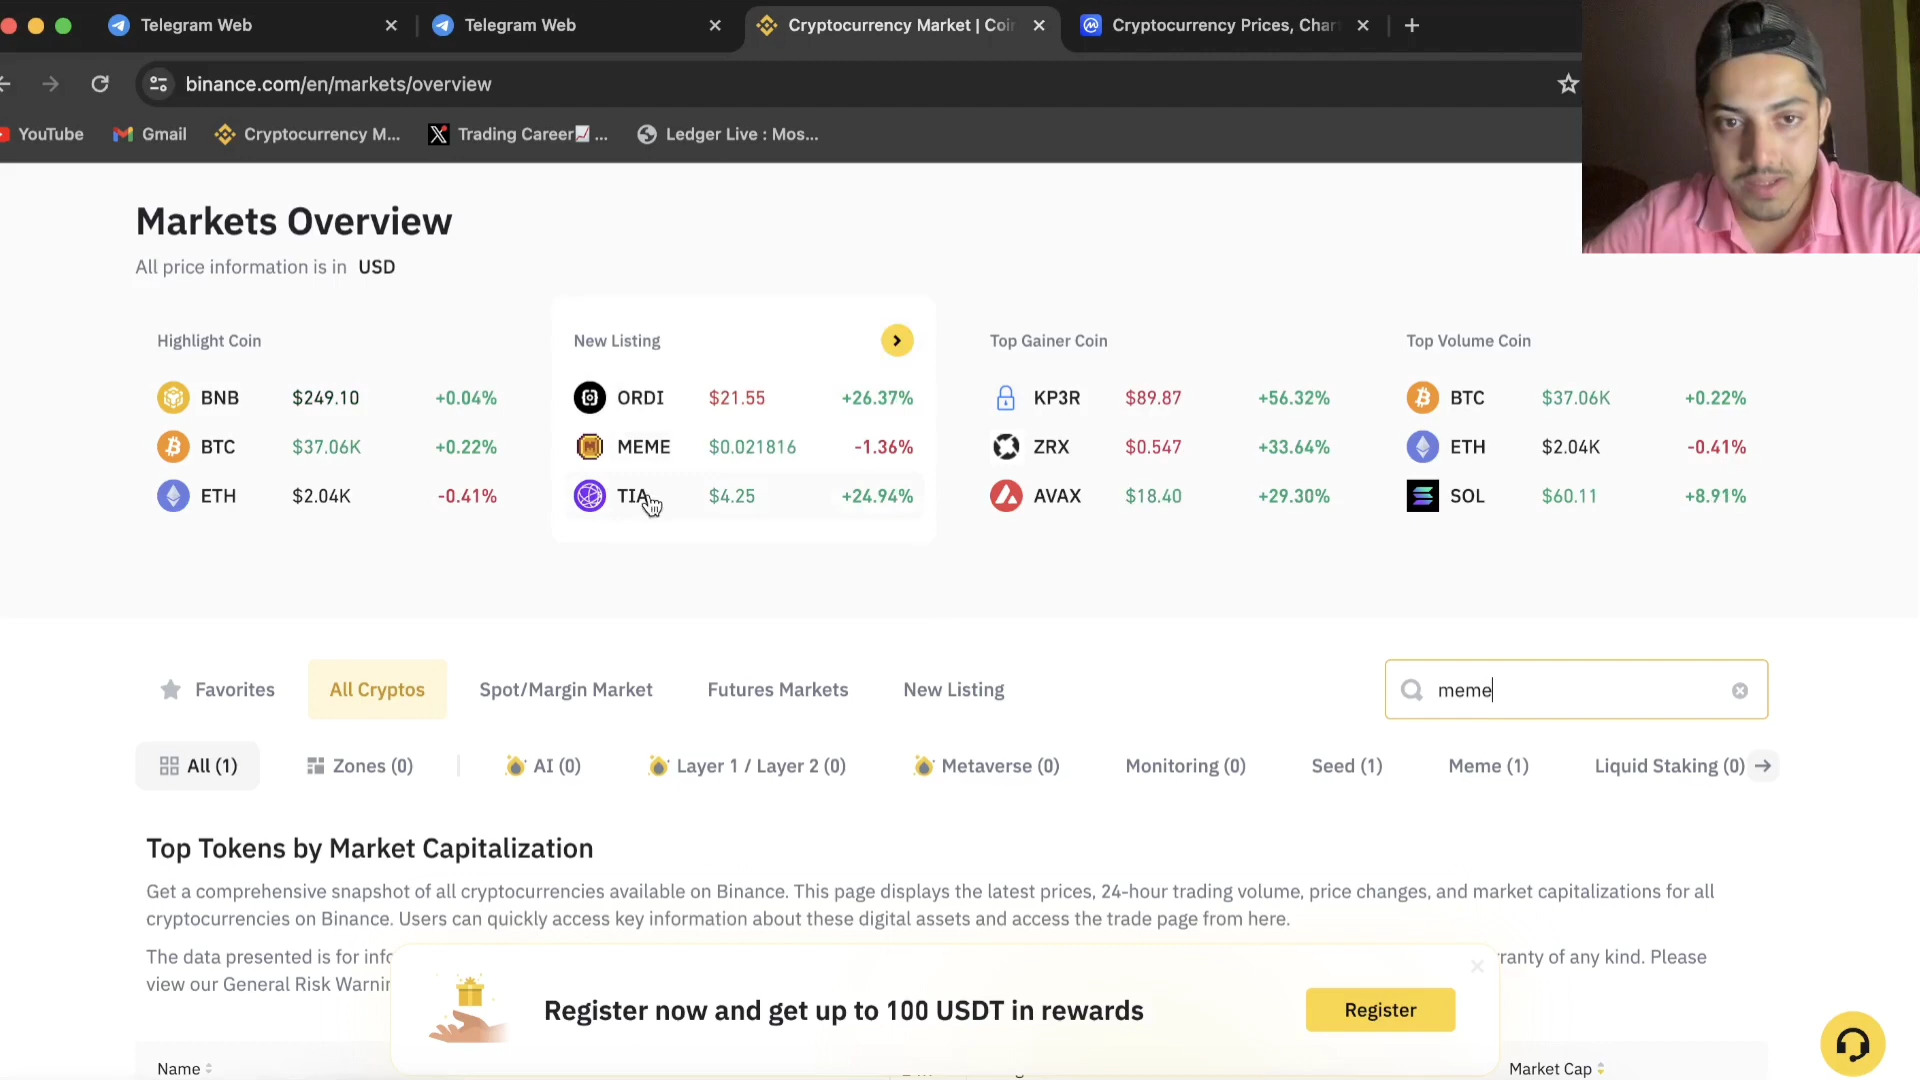 Telegram Web
Telegram Web
Cryptocurrency Market | Coi
Cryptocurrency Prices, Char
binance.com/en/markets/overview
YouTube
Gmail
Cryptocurrency M...
Trading Career📈 ...
Ledger Live : Mos...
Markets Overview
All price information is in USD
Highlight Coin
BNB $249.10 +0.04%
BTC $37.06K +0.22%
ETH $2.04K -0.41%
New Listing
ORDI $21.55 +26.37%
MEME $0.021816 -1.36%
TIA $4.25 +24.94%
Top Gainer Coin
KP3R $89.87 +56.32%
ZRX $0.547 +33.64%
AVAX $18.40 +29.30%
Top Volume Coin
BTC $37.06K +0.22%
ETH $2.04K -0.41%
SOL $60.11 +8.91%
Favorites All Cryptos Spot/Margin Market Futures Markets New Listing
meme
All (1) Zones (0) AI (0) Layer 1 / Layer 2 (0) Metaverse (0) Monitoring (0) Seed (1) Meme (1) Liquid Staking (0)
Top Tokens by Market Capitalization
Get a comprehensive snapshot of all cryptocurrencies available on Binance. This page displays the latest prices, 24-hour trading volume, price changes, and market capitalizations for all
cryptocurrencies on Binance. Users can quickly access key information about these digital assets and access the trade page from here.
The data presented is for info ranty of any kind. Please
view our General Risk Warnin
Register now and get up to 100 USDT in rewards
Register
Name
Market Cap